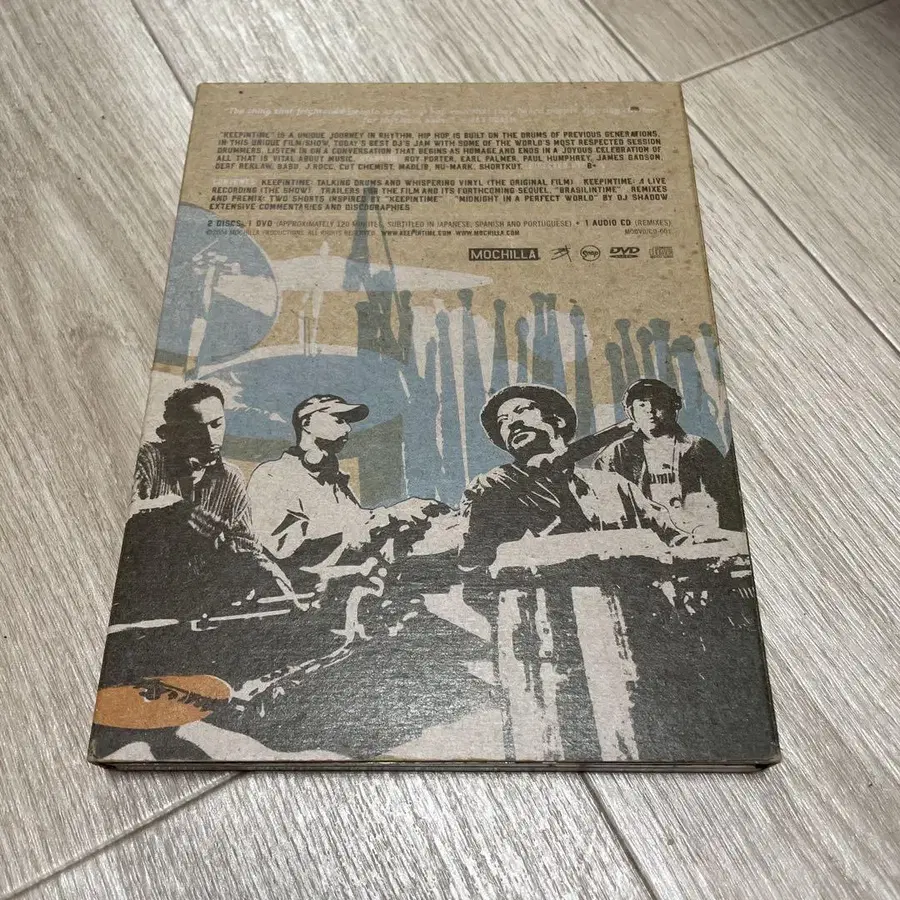 "KEEPINTIME" IS A UNIQUE JOURNEY IN RHYTHM. HIP HOP IS BUILT ON THE DRUMS OF PREVIOUS GENERATIONS.
IN THIS UNIQUE FILM/SHOW, TODAY'S BEST DJ'S JAM WITH SOME OF THE WORLD'S MOST RESPECTED SESSION
DRUMMERS. LISTEN IN ON A CONVERSATION THAT BEGINS AS HOMAGE AND ENDS IN A JOYOUS CELEBRATION OF
ALL THAT IS VITAL ABOUT MUSIC. ROY PORTER, EARL PALMER, PAUL HUMPHREY, JAMES GADSON,
DERF REKLAW, BABU, J.ROCC, CUT CHEMIST, MADLIB, NU-MARK, SHORTKUT,
KEEPINTIME: TALKING DRUMS AND WHISPERING VINYL (THE ORIGINAL FILM). KEEPINTIME: A LIVE
RECORDING (THE SHOW) TRAILERS FOR THE FILM AND ITS FORTHCOMING SEQUEL, "BRASILINTIME". REMIXES
AND PREMIX: TWO SHORTS INSPIRED BY "KEEPINTIME" "MIDNIGHT IN A PERFECT WORLD" BY DJ SHADOW
EXTENSIVE COMMENTARIES AND DISCOGRAPHIES
2 DISCS: 1 DVD (APPROXIMATELY 120 MINUTES, SUBTITLED IN JAPANESE, SPANISH AND PORTUGUESE) + 1 AUDIO CD (REMIXES)
©2004 MOCHILLA PRODUCTIONS. ALL RIGHTS RESERVED. WWW.KEEPINTIME.COM WWW.MOCHILLA.COM
MOCHILLA DVD